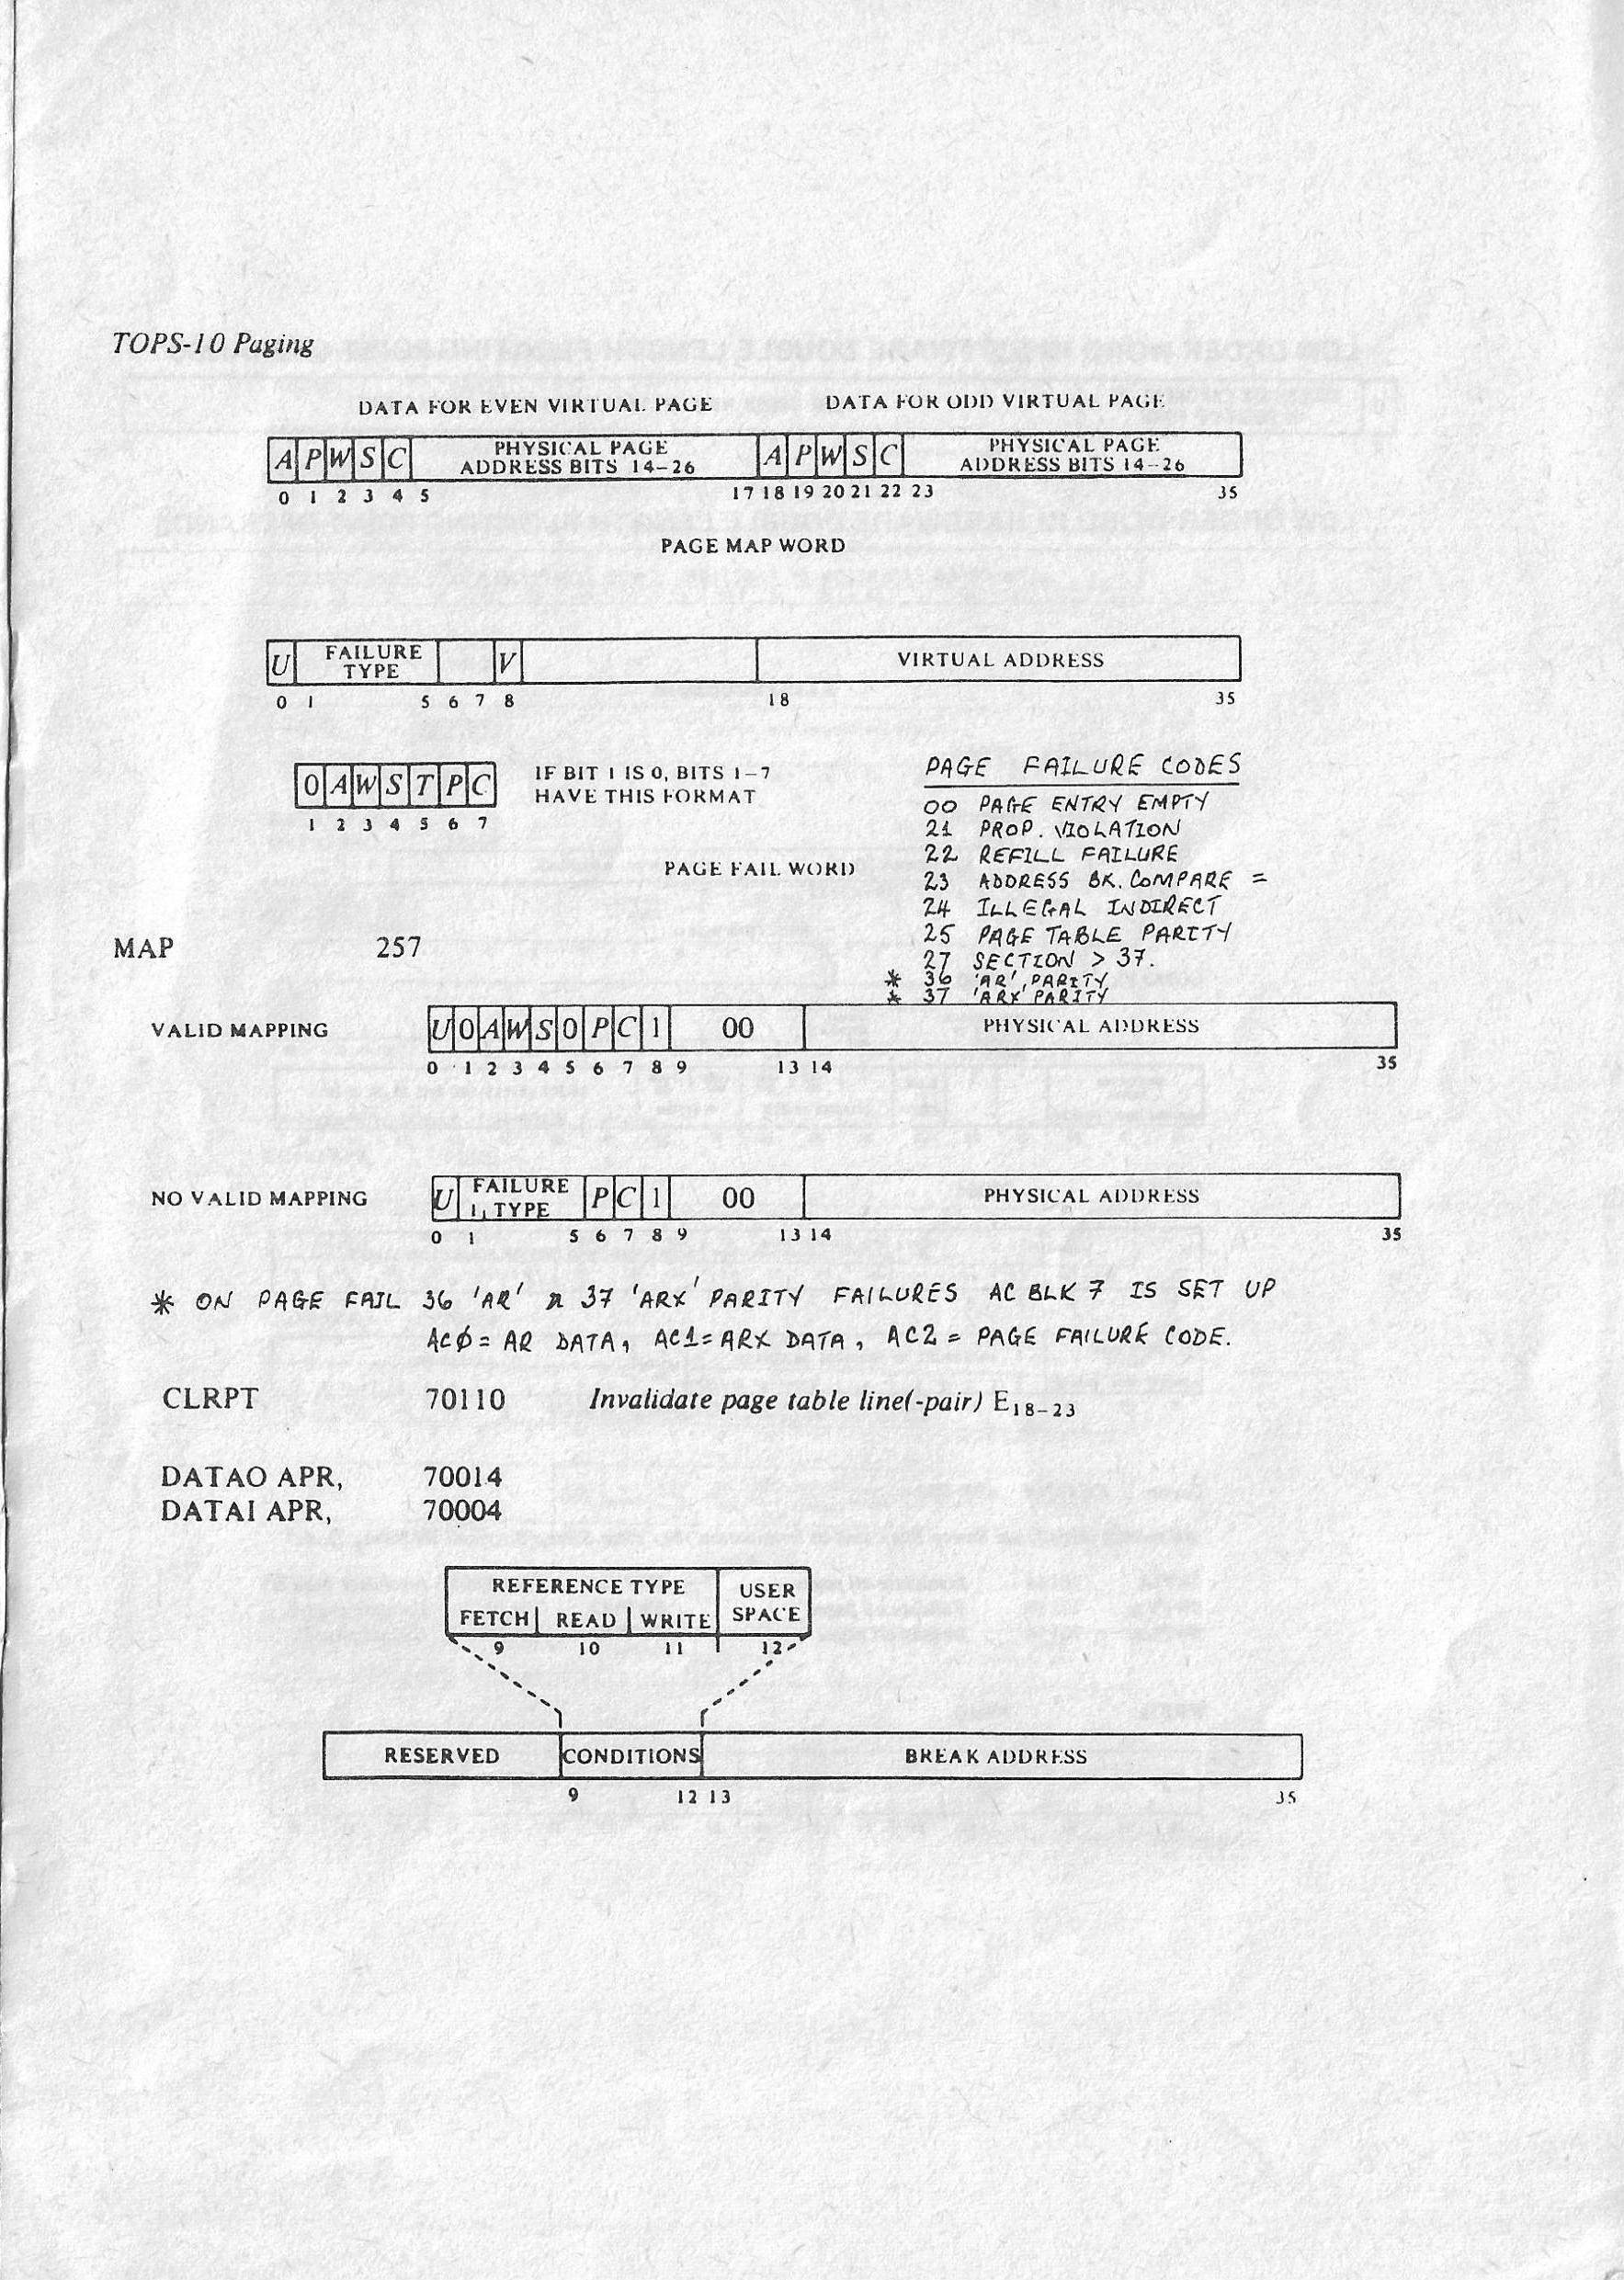 TOPS-10 Paging
DATA FOR EVEN VIRTUAL PAGE DATA FOR ODD VIRTUAL PAGE
A P W S C PHYSICAL PAGE ADDRESS BITS 14-26 A P W S C PHYSICAL PAGE ADDRESS BITS 14-26
0 1 2 3 4 5 17 18 19 20 21 22 23 35
PAGE MAP WORD
U FAILURE TYPE V VIRTUAL ADDRESS
0 1 5 6 7 8 18 35
0 A W S T P C
1 2 3 4 5 6 7
IF BIT 1 IS 0, BITS 1-7
HAVE THIS FORMAT
PAGE FAIL WORD
PAGE FAILURE CODES
00 PAGE ENTRY EMPTY
21 PROP. VIOLATION
22 REFILL FAILURE
23 ADDRESS BK. COMPARE =
24 ILLEGAL INDIRECT
25 PAGE TABLE PARITY
27 SECTION > 37.
* 36 'AR' PARITY
* 37 'ARX' PARITY
MAP 257
VALID MAPPING U 0 A W S 0 P C 1 00 PHYSICAL ADDRESS
0 1 2 3 4 5 6 7 8 9 13 14 35
NO VALID MAPPING U FAILURE 1, TYPE P C 1 00 PHYSICAL ADDRESS
0 1 5 6 7 8 9 13 14 35
* ON PAGE FAIL 36 'AR' 37 'ARX' PARITY FAILURES AC BLK 7 IS SET UP
ACØ = AR DATA, AC1 = ARX DATA, AC2 = PAGE FAILURE CODE.
CLRPT 70110 Invalidate page table line(-pair) E18-23
DATAO APR, 70014
DATAI APR, 70004
REFERENCE TYPE USER SPACE
FETCH READ WRITE
9 10 11 12
RESERVED CONDITIONS BREAK ADDRESS
9 12 13 35